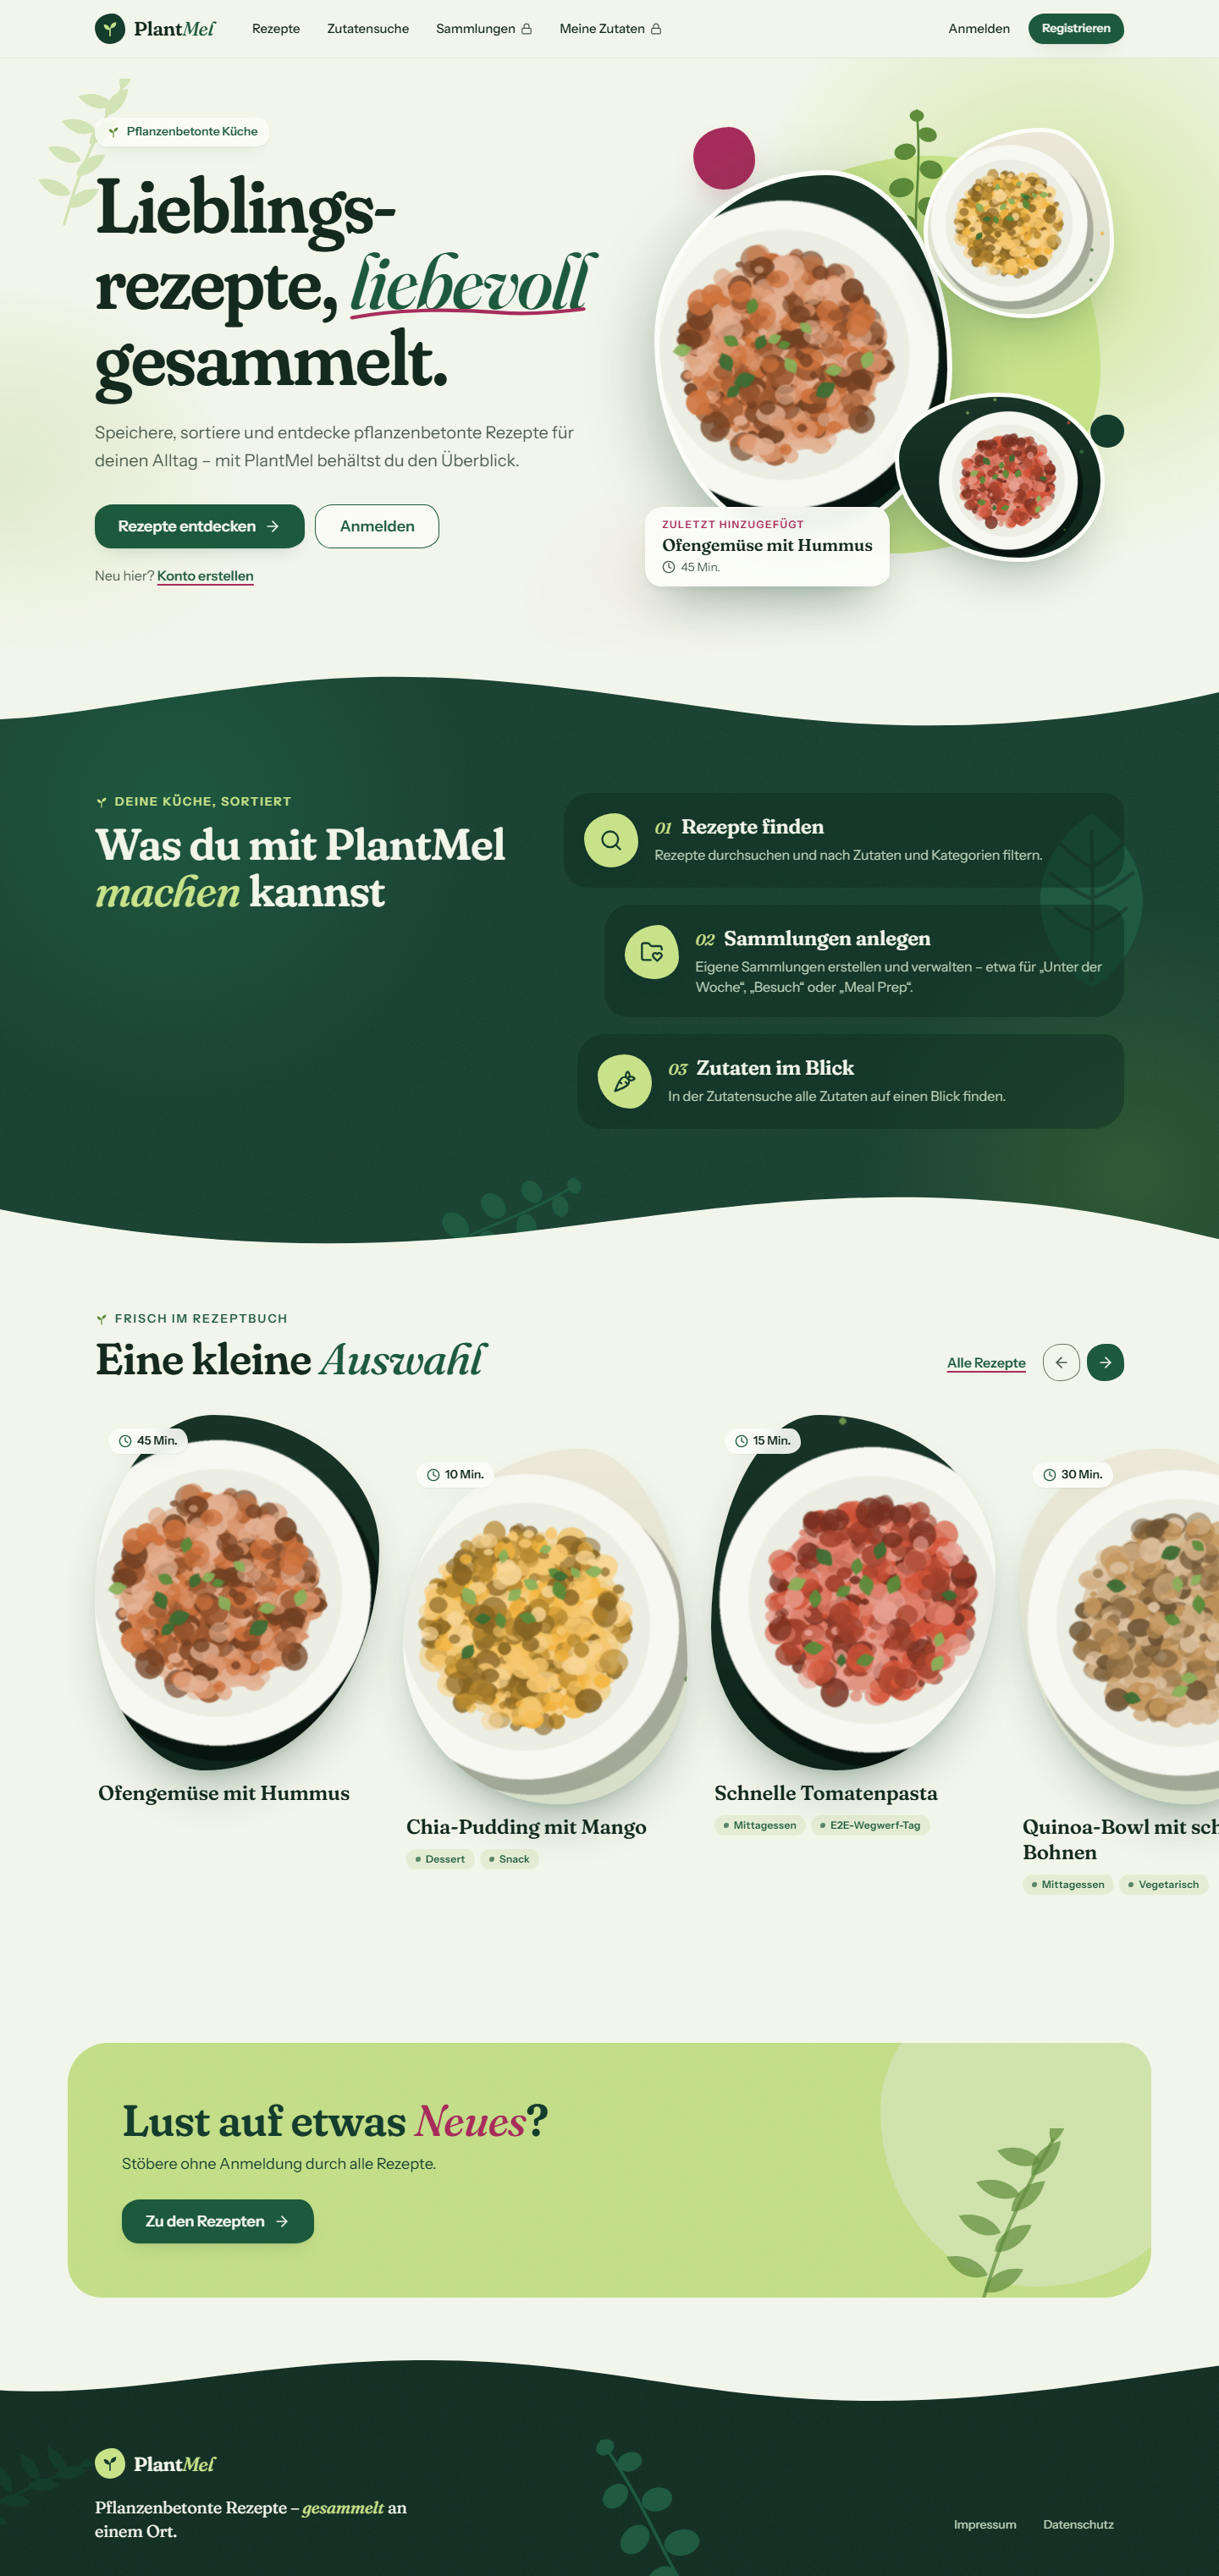 PlantMel
Rezepte
Zutatensuche
Sammlungen
Meine Zutaten
Anmelden
Registrieren
Pflanzenbetonte Küche
Lieblings-
rezepte, liebevoll
gesammelt.
Speichere, sortiere und entdecke pflanzenbetonte Rezepte für
deinen Alltag – mit PlantMel behältst du den Überblick.
Rezepte entdecken
Anmelden
Neu hier? Konto erstellen
ZULETZT HINZUGEFÜGT
Ofengemüse mit Hummus
45 Min.
DEINE KÜCHE, SORTIERT
Was du mit PlantMel
machen kannst
01 Rezepte finden
Rezepte durchsuchen und nach Zutaten und Kategorien filtern.
02 Sammlungen anlegen
Eigene Sammlungen erstellen und verwalten – etwa für „Unter der
Woche“, „Besuch“ oder „Meal Prep“.
03 Zutaten im Blick
In der Zutatensuche alle Zutaten auf einen Blick finden.
FRISCH IM REZEPTBUCH
Eine kleine Auswahl
Alle Rezepte
45 Min.
Ofengemüse mit Hummus
10 Min.
Chia-Pudding mit Mango
Dessert
Snack
15 Min.
Schnelle Tomatenpasta
Mittagessen
E2E-Wegwerf-Tag
30 Min.
Quinoa-Bowl mit sch
Bohnen
Mittagessen
Vegetarisch
Lust auf etwas Neues?
Stöbere ohne Anmeldung durch alle Rezepte.
Zu den Rezepten
PlantMel
Pflanzenbetonte Rezepte – gesammelt an
einem Ort.
Impressum
Datenschutz